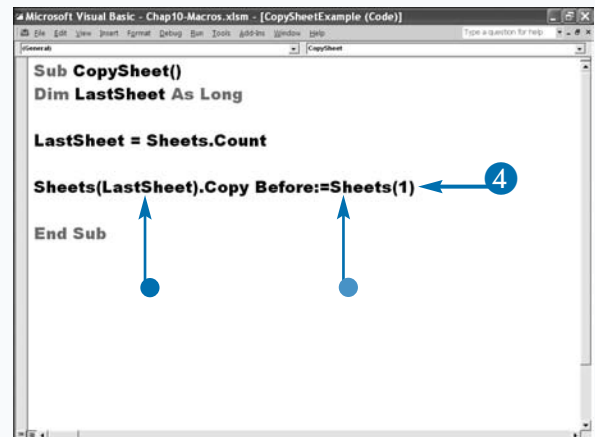 Microsoft Visual Basic - Chap10-Macros.xlsm - [CopySheetExample (Code)]
File Edit View Insert Format Debug Run Tools Add-Ins Window Help Type a question for help
(General) CopySheet
Sub CopySheet()
Dim LastSheet As Long
LastSheet = Sheets.Count
Sheets(LastSheet).Copy Before:=Sheets(1) 4
End Sub